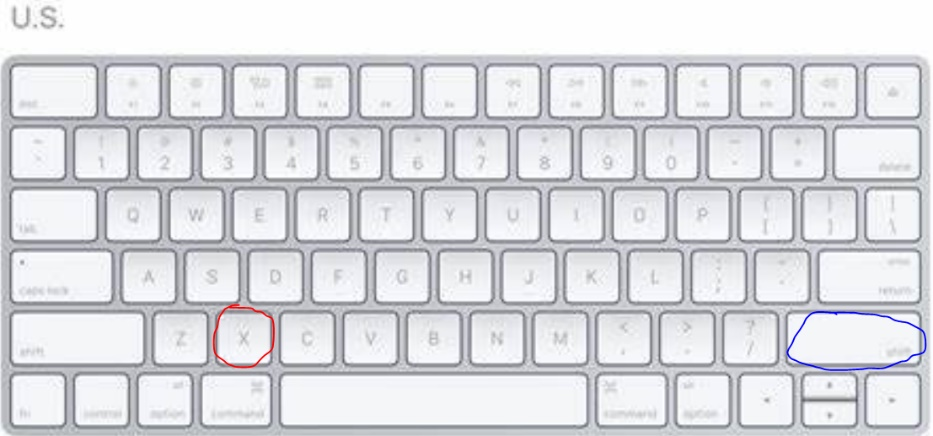 U.S.
1 2 3 4 5 6 7 8 9 0 delete
tab Q W E R T Y U I O P { [ } ] | \
caps lock A S D F G H J K L return
shift Z X C V B N M < , > . ? / shift
fn control option command command option